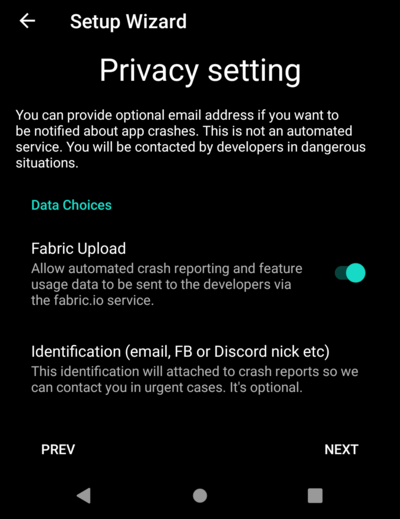 Setup Wizard
Privacy setting
You can provide optional email address if you want to
be notified about app crashes. This is not an automated
service. You will be contacted by developers in dangerous
situations.
Data Choices
Fabric Upload
Allow automated crash reporting and feature
usage data to be sent to the developers via
the fabric.io service.
Identification (email, FB or Discord nick etc)
This identification will attached to crash reports so we
can contact you in urgent cases. It's optional.
PREV NEXT